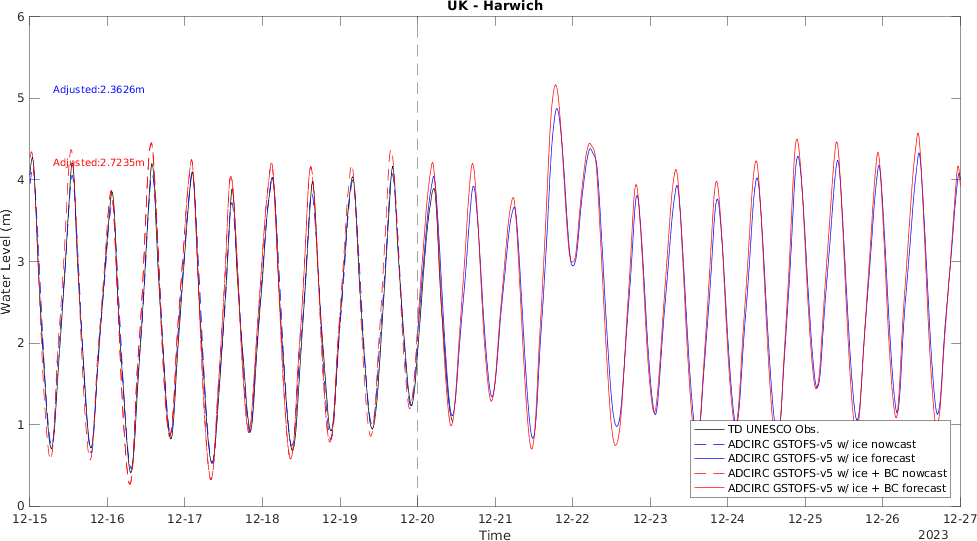 UK - Harwich
6
5
4
3
2
1
0
Water Level (m)
Adjusted:2.3626m
Adjusted:2.7235m
TD UNESCO Obs.
ADCIRC GSTOFS-v5 w/ ice nowcast
ADCIRC GSTOFS-v5 w/ ice forecast
ADCIRC GSTOFS-v5 w/ ice + BC nowcast
ADCIRC GSTOFS-v5 w/ ice + BC forecast
12-15 12-16 12-17 12-18 12-19 12-20 12-21 12-22 12-23 12-24 12-25 12-26 12-27
Time
2023